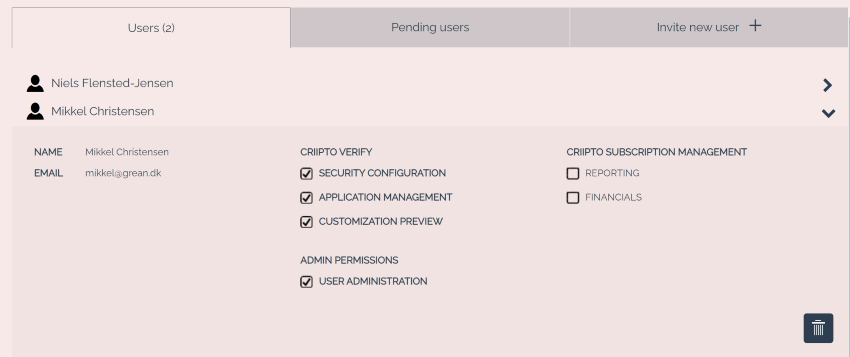 Users (2) Pending users Invite new user +
Niels Flensted-Jensen
Mikkel Christensen
NAME Mikkel Christensen CRIIPTO VERIFY CRIIPTO SUBSCRIPTION MANAGEMENT
EMAIL mikkel@grean.dk SECURITY CONFIGURATION REPORTING
APPLICATION MANAGEMENT FINANCIALS
CUSTOMIZATION PREVIEW
ADMIN PERMISSIONS
USER ADMINISTRATION